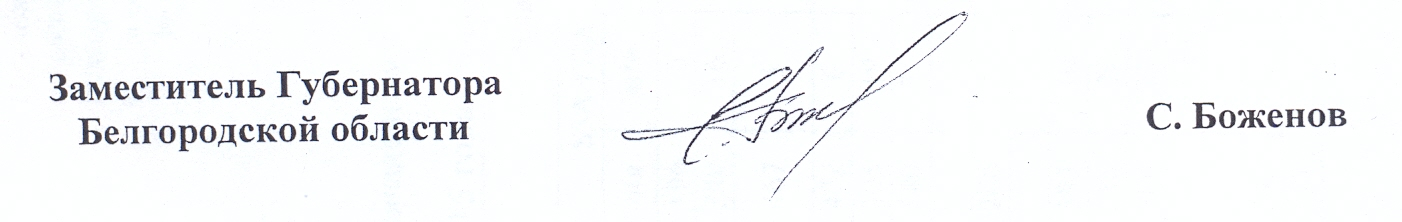 Заместитель Губернатора
Белгородской области
С. Боженов